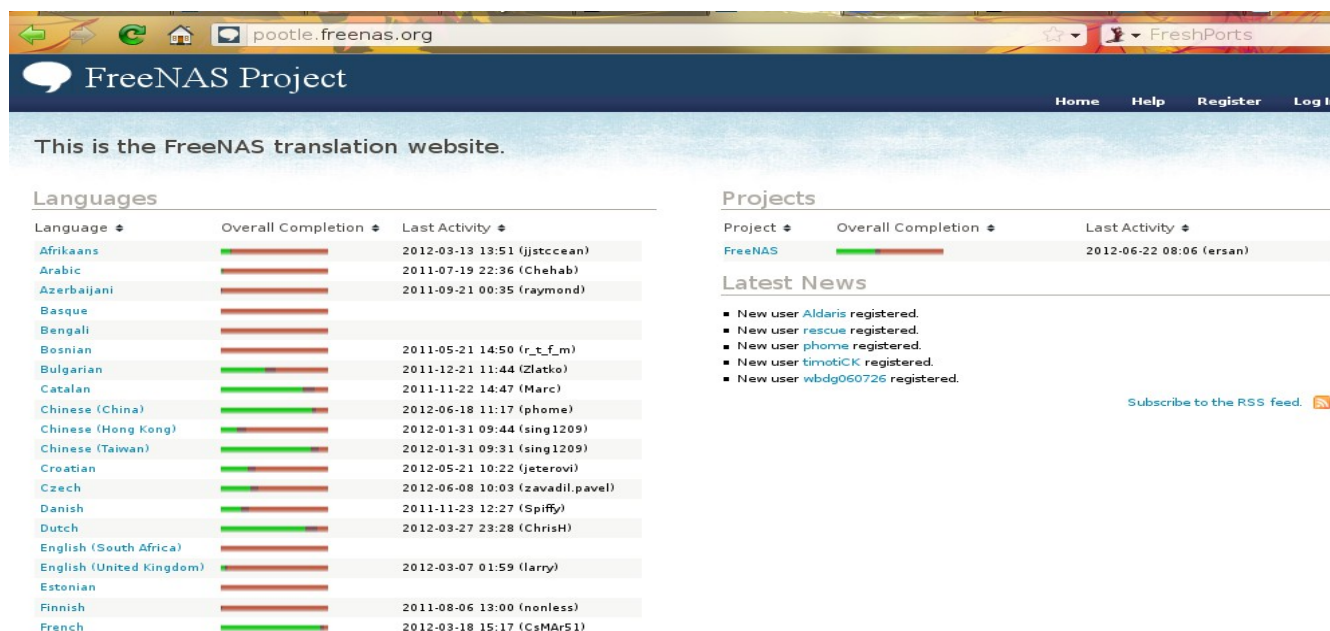 pootle.freenas.org
FreshPorts
FreeNAS Project
Home Help Register Log I
This is the FreeNAS translation website.
Languages
Language Overall Completion Last Activity
Afrikaans 2012-03-13 13:51 (jjstccean)
Arabic 2011-07-19 22:36 (Chehab)
Azerbaijani 2011-09-21 00:35 (raymond)
Basque
Bengali
Bosnian 2011-05-21 14:50 (r_t_f_m)
Bulgarian 2011-12-21 11:44 (Zlatko)
Catalan 2011-11-22 14:47 (Marc)
Chinese (China) 2012-06-18 11:17 (phome)
Chinese (Hong Kong) 2012-01-31 09:44 (sing1209)
Chinese (Taiwan) 2012-01-31 09:31 (sing1209)
Croatian 2012-05-21 10:22 (jeterovi)
Czech 2012-06-08 10:03 (zavadil.pavel)
Danish 2011-11-23 12:27 (Spiffy)
Dutch 2012-03-27 23:28 (ChrisH)
English (South Africa)
English (United Kingdom) 2012-03-07 01:59 (larry)
Estonian
Finnish 2011-08-06 13:00 (nonless)
French 2012-03-18 15:17 (CsMAr51)
Projects
Project Overall Completion Last Activity
FreeNAS 2012-06-22 08:06 (ersan)
Latest News
New user Aldaris registered.
New user rescue registered.
New user phome registered.
New user timotiCK registered.
New user wbdg060726 registered.
Subscribe to the RSS feed.